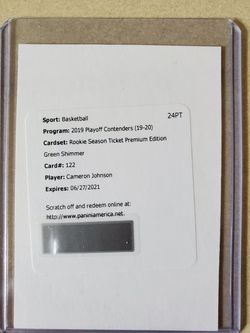 Sport: Basketball 24PT
Program: 2019 Playoff Contenders (19-20)
Cardset: Rookie Season Ticket Premium Edition
Green Shimmer
Card#: 122
Player: Cameron Johnson
Expires: 06/27/2021
Scratch off and redeem online at:
http://www.paniniamerica.net.